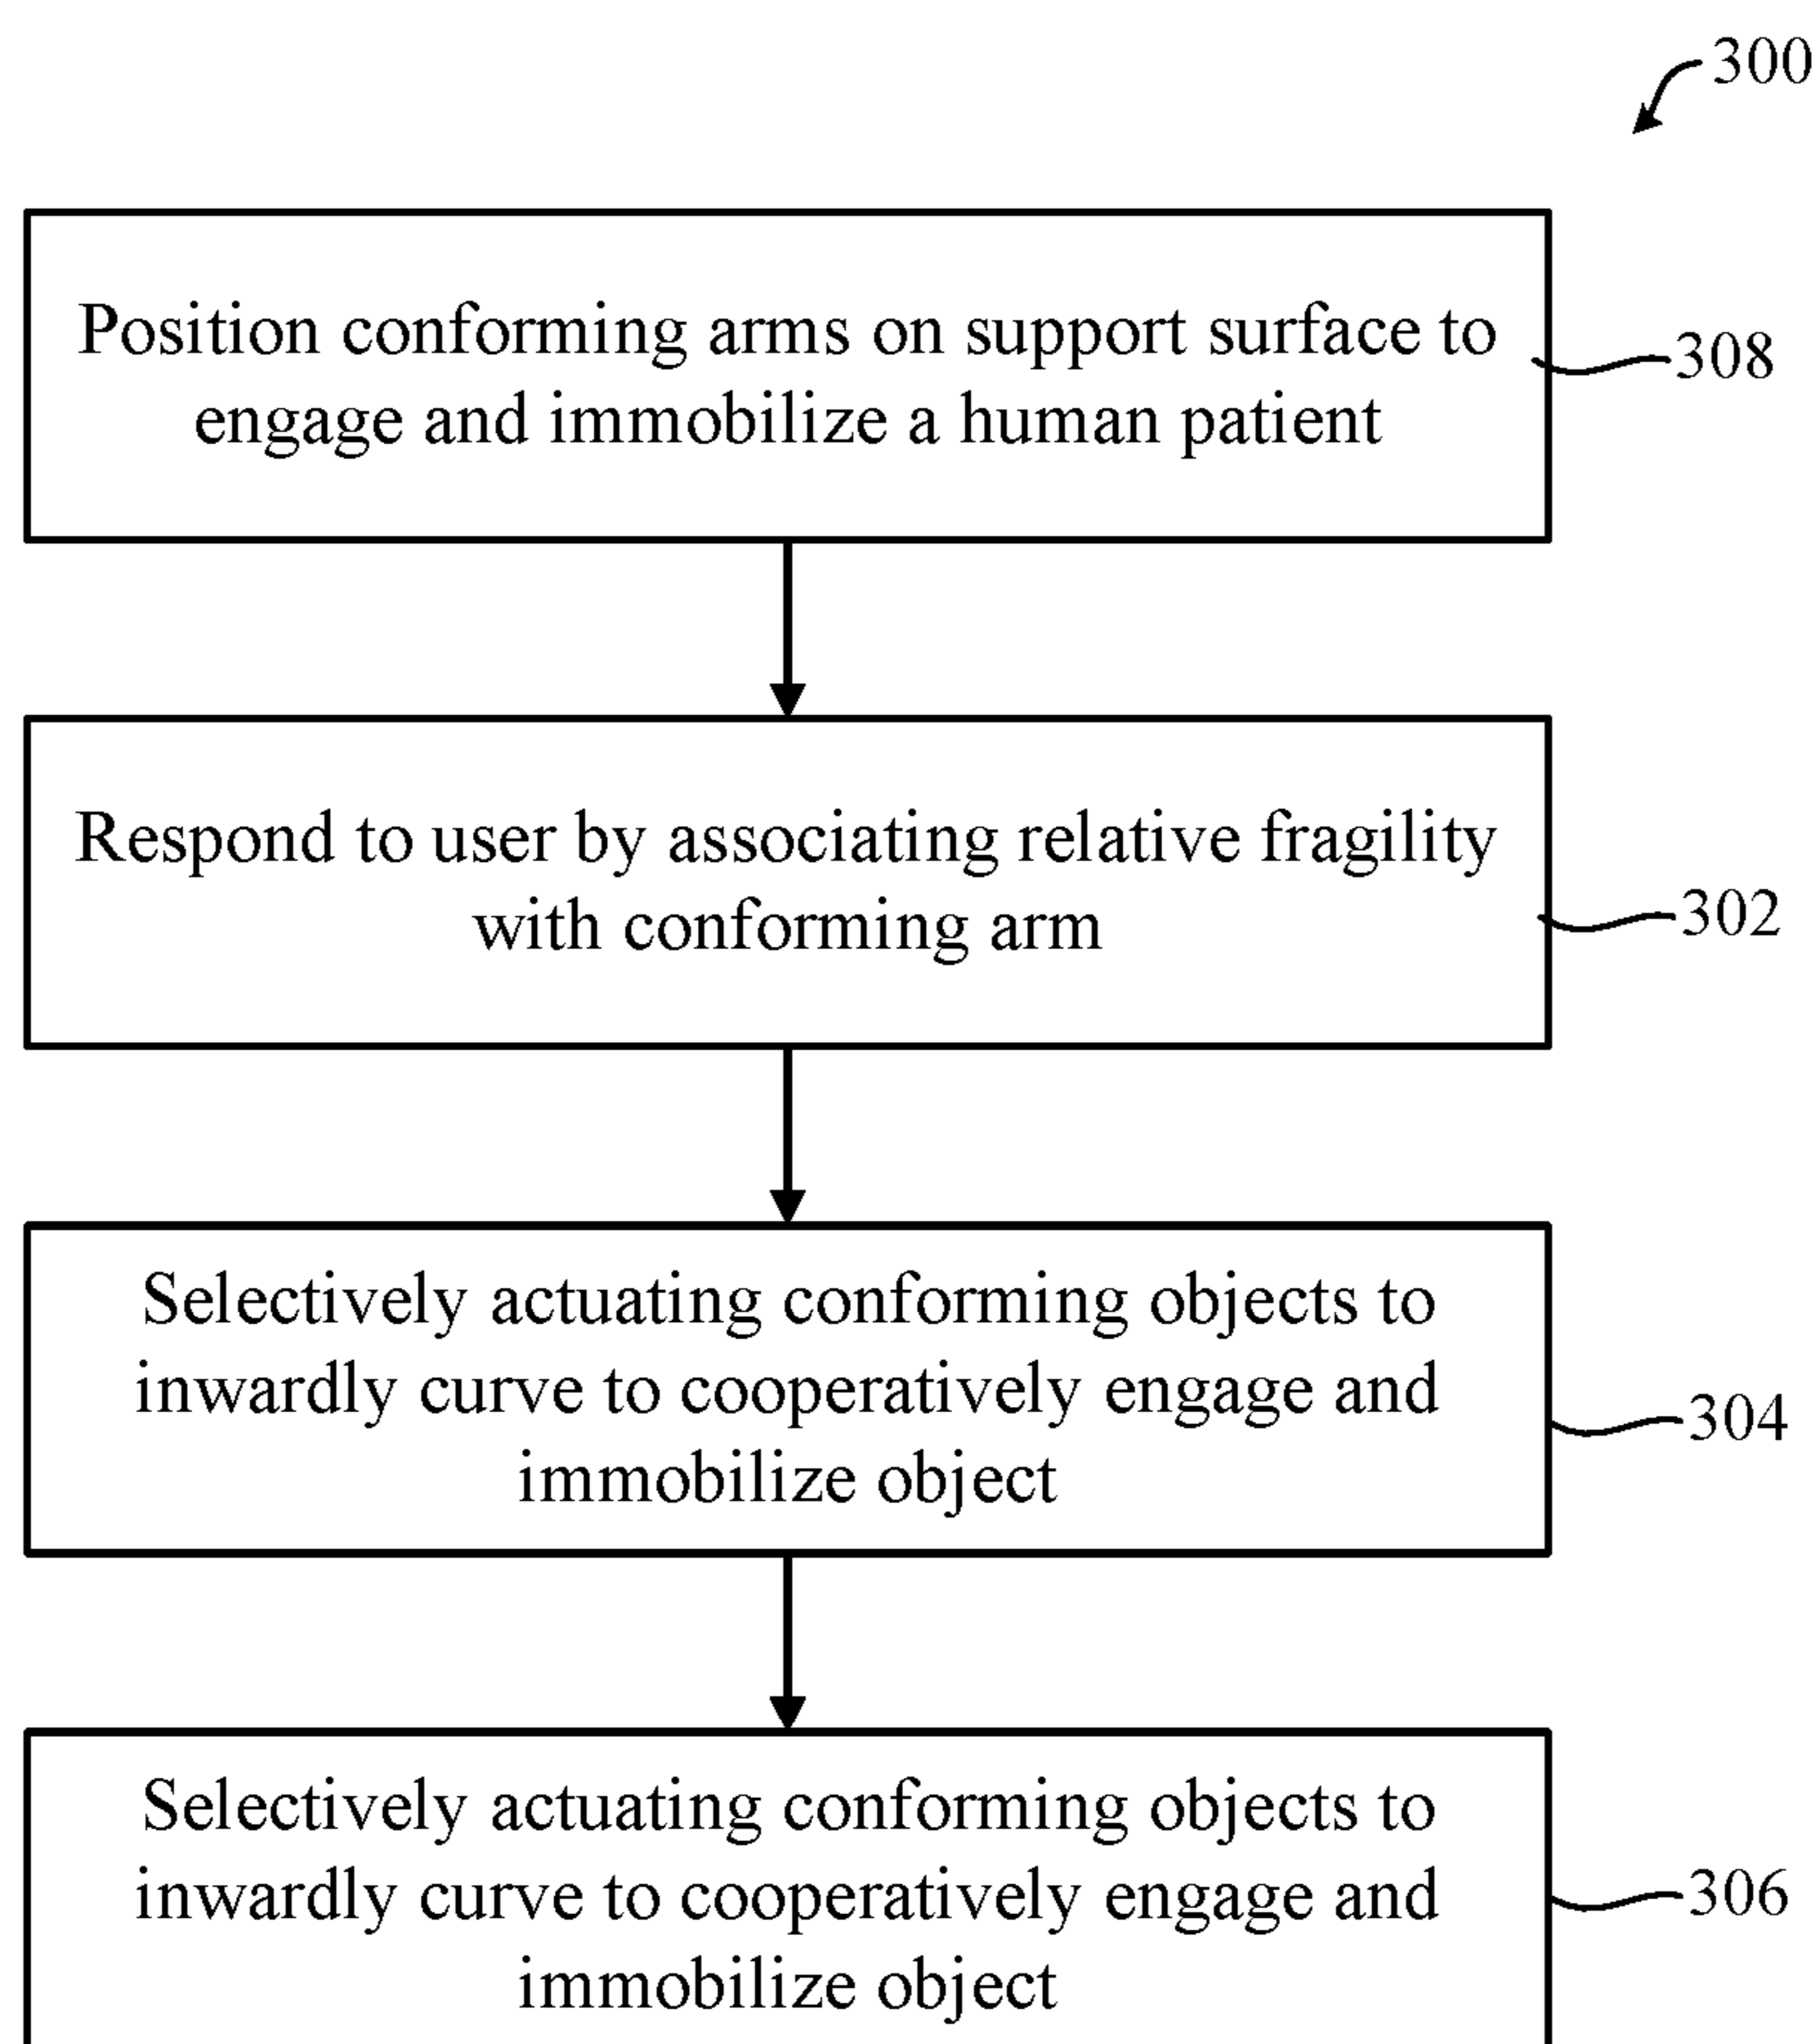 300
Position conforming arms on support surface to
engage and immobilize a human patient
308
Respond to user by associating relative fragility
with conforming arm
302
Selectively actuating conforming objects to
inwardly curve to cooperatively engage and
immobilize object
304
Selectively actuating conforming objects to
inwardly curve to cooperatively engage and
immobilize object
306